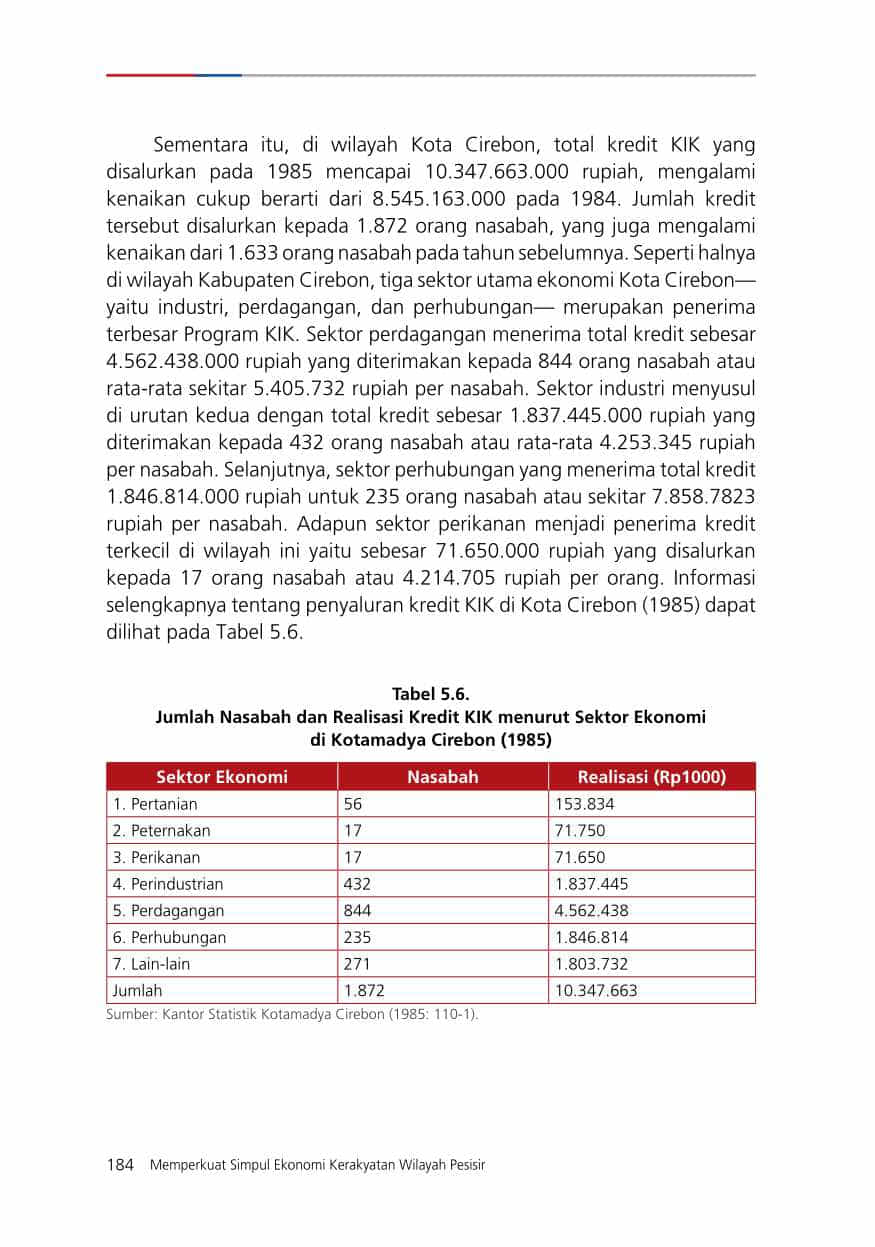 Sementara itu, di wilayah Kota Cirebon, total kredit KIK yang
disalurkan pada 1985 mencapai 10.347.663.000 rupiah, mengalami
kenaikan cukup berarti dari 8.545.163.000 pada 1984. Jumlah kredit
tersebut disalurkan kepada 1.872 orang nasabah, yang juga mengalami
kenaikan dari 1.633 orang nasabah pada tahun sebelumnya. Seperti halnya
di wilayah Kabupaten Cirebon, tiga sektor utama ekonomi Kota Cirebon—
yaitu industri, perdagangan, dan perhubungan— merupakan penerima
terbesar Program KIK. Sektor perdagangan menerima total kredit sebesar
4.562.438.000 rupiah yang diterimakan kepada 844 orang nasabah atau
rata-rata sekitar 5.405.732 rupiah per nasabah. Sektor industri menyusul
di urutan kedua dengan total kredit sebesar 1.837.445.000 rupiah yang
diterimakan kepada 432 orang nasabah atau rata-rata 4.253.345 rupiah
per nasabah. Selanjutnya, sektor perhubungan yang menerima total kredit
1.846.814.000 rupiah untuk 235 orang nasabah atau sekitar 7.858.7823
rupiah per nasabah. Adapun sektor perikanan menjadi penerima kredit
terkecil di wilayah ini yaitu sebesar 71.650.000 rupiah yang disalurkan
kepada 17 orang nasabah atau 4.214.705 rupiah per orang. Informasi
selengkapnya tentang penyaluran kredit KIK di Kota Cirebon (1985) dapat
dilihat pada Tabel 5.6.
Tabel 5.6.
Jumlah Nasabah dan Realisasi Kredit KIK menurut Sektor Ekonomi
di Kotamadya Cirebon (1985)
Sektor Ekonomi Nasabah Realisasi (Rp1000)
1. Pertanian 56 153.834
2. Peternakan 17 71.750
3. Perikanan 17 71.650
4. Perindustrian 432 1.837.445
5. Perdagangan 844 4.562.438
6. Perhubungan 235 1.846.814
7. Lain-lain 271 1.803.732
Jumlah 1.872 10.347.663
Sumber: Kantor Statistik Kotamadya Cirebon (1985: 110-1).
184 Memperkuat Simpul Ekonomi Kerakyatan Wilayah Pesisir